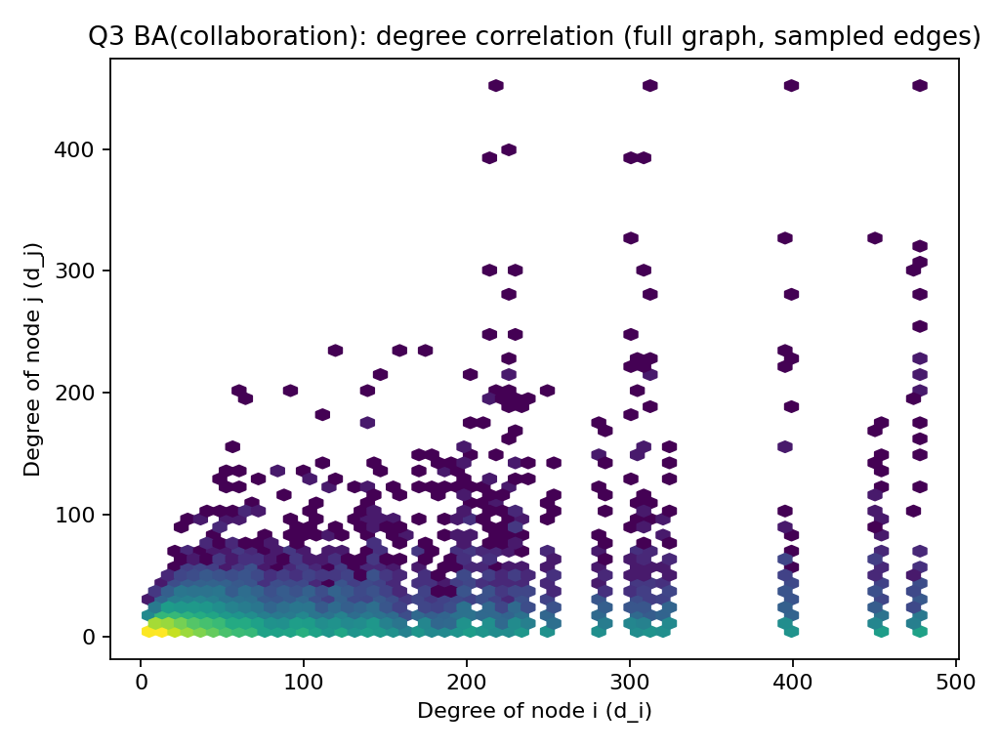 Q3 BA(collaboration): degree correlation (full graph, sampled edges)
Degree of node j (d_j)
400
300
200
100
0
0 100 200 300 400 500
Degree of node i (d_i)